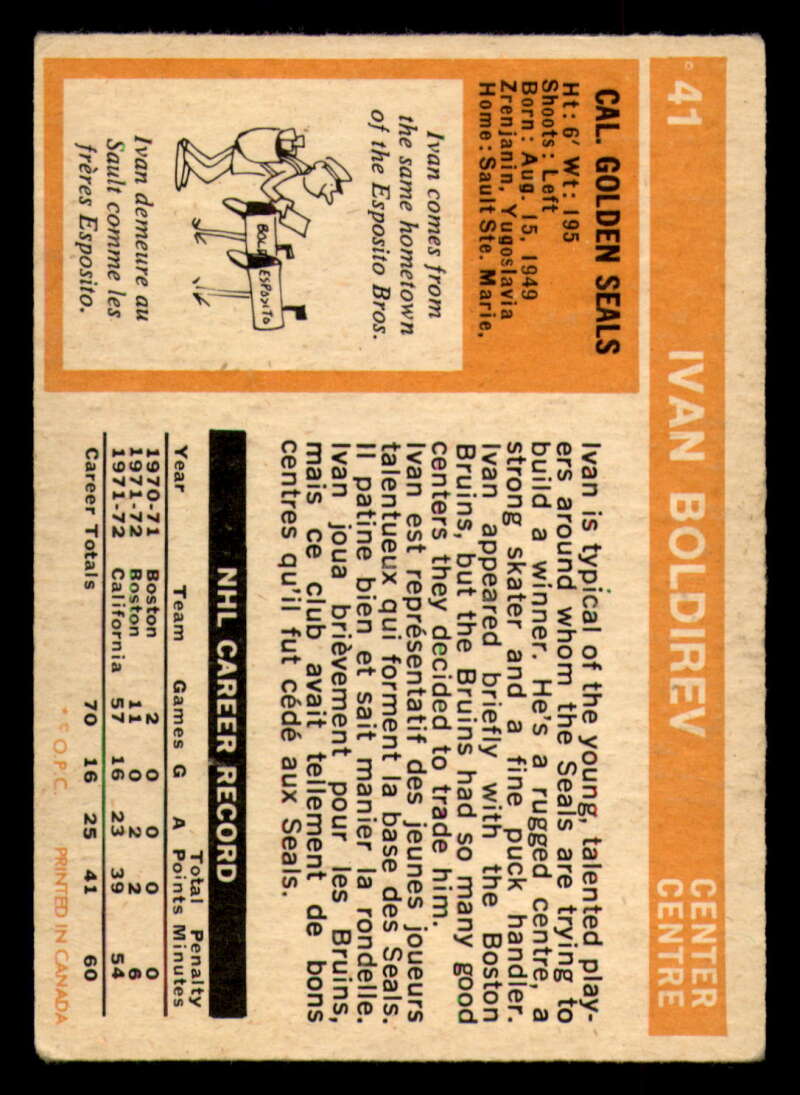 ° 41
IVAN BOLDIREV
CENTER
CENTRE
CAL. GOLDEN SEALS
Ht: 6' Wt: 195
Shoots: Left
Born: Aug. 15, 1949
Zrenjanin, Yugoslavia
Home: Sault Ste. Marie,
Ivan comes from
the same hometown
of the Esposito Bros.
BOLD
ESPOSITO
Ivan demeure au
Sault comme les
frères Esposito.
Ivan is typical of the young, talented play-
ers around whom the Seals are trying to
build a winner. He's a rugged centre, a
strong skater and a fine puck handler.
Ivan appeared briefly with the Boston
Bruins, but the Bruins had so many good
centers they decided to trade him.
Ivan est représentatif des jeunes joueurs
talentueux qui forment la base des Seals.
Il patine bien et sait manier la rondelle.
Ivan joua brièvement pour les Bruins,
mais ce club avait tellement de bons
centres qu'il fut cédé aux Seals.
NHL CAREER RECORD
Total Penalty
Year Team Games G A Points Minutes
1970-71 Boston 2 0 0 0 0
1971-72 Boston 11 0 2 2 6
1971-72 California 57 16 23 39 54
Career Totals 70 16 25 41 60
* © O.P.C. PRINTED IN CANADA